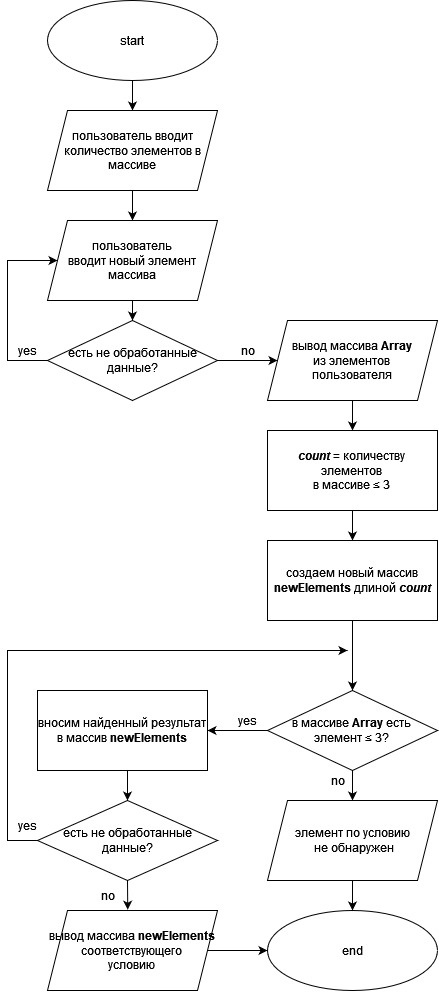 start
пользователь вводит
количество элементов в
массиве
пользователь
вводит новый элемент
массива
yes
есть не обработанные
данные?
no
вывод массива Array
из элементов
пользователя
count = количеству
элементов
в массиве ≤ 3
создаем новый массив
newElements длиной count
в массиве Array есть
элемент ≤ 3?
yes
вносим найденный результат
в массив newElements
no
yes
есть не обработанные
данные?
элемент по условию
не обнаружен
no
вывод массива newElements
соответствующего
условию
end